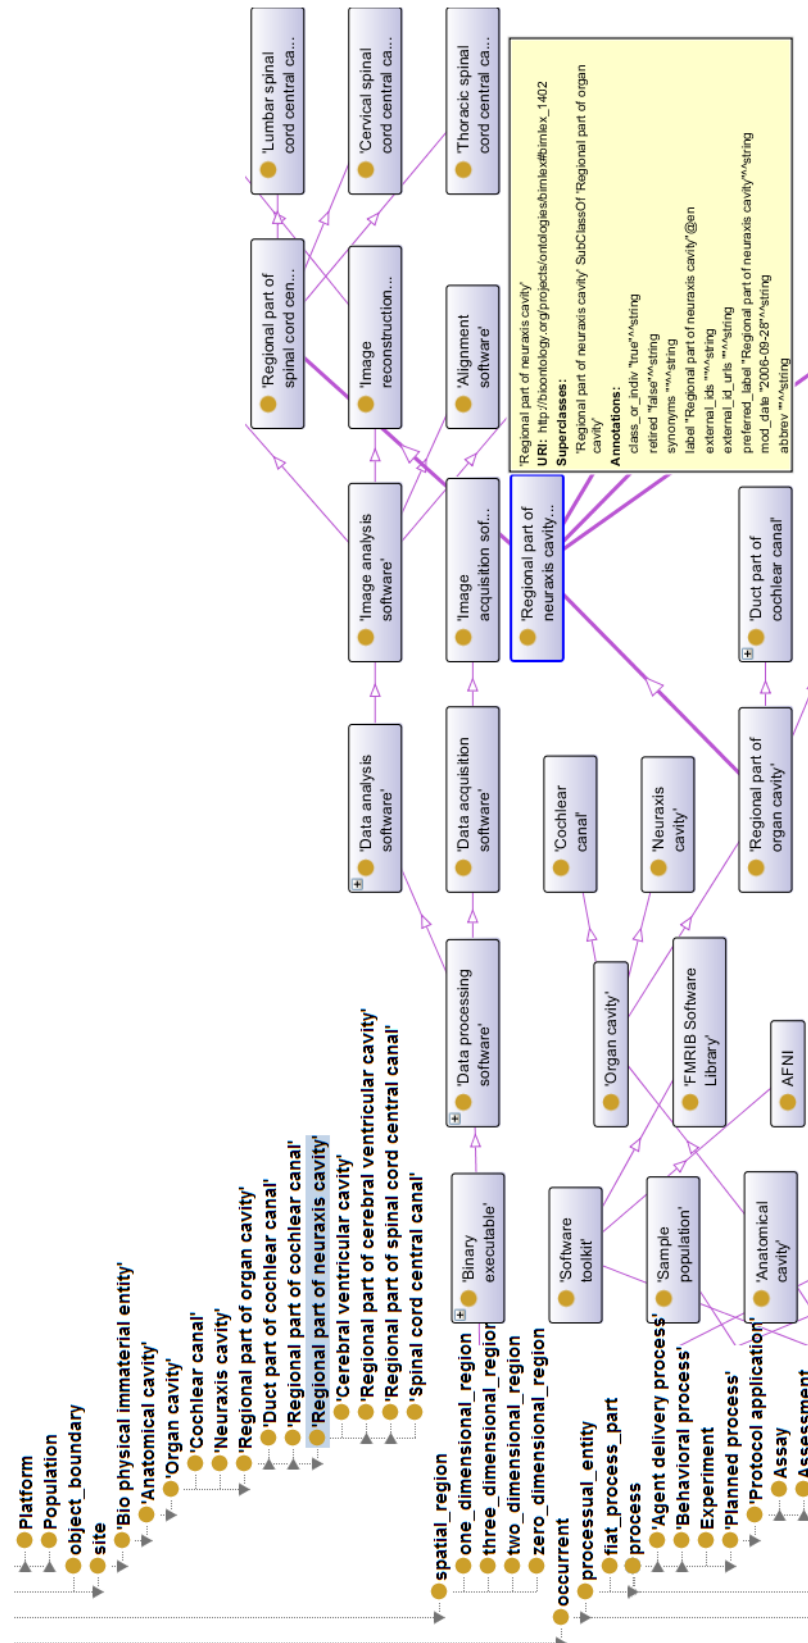 Platform
Population
object_boundary
site
'Bio physical immaterial entity'
'Anatomical cavity'
'Organ cavity'
'Cochlear canal'
'Neuraxis cavity'
'Regional part of organ cavity'
'Duct part of cochlear canal'
'Regional part of cochlear canal'
'Regional part of neuraxis cavity'
'Cerebral ventricular cavity'
'Regional part of cerebral ventricular cavity'
'Regional part of spinal cord central canal'
'Spinal cord central canal'
spatial_region
one_dimensional_region
three_dimensional_region
two_dimensional_region
zero_dimensional_region
occurrent
processual_entity
fiat_process_part
process
'Agent delivery process'
'Behavioral process'
Experiment
'Planned process'
'Protocol application'
Assay
Assessment
'Binary
executable'
'Software
toolkit'
'Sample
population'
'Anatomical
cavity'
'Data processing
software'
'Organ cavity'
'FMRIB Software
Library'
AFNI
'Data analysis
software'
'Data acquisition
software'
'Cochlear
canal'
'Neuraxis
cavity'
'Regional part of
organ cavity'
'Image analysis
software'
'Image
acquisition sof...
'Regional part of
neuraxis cavity...
'Duct part of
cochlear canal'
'Regional part of
spinal cord cen...
'Image
reconstruction...
'Alignment
software'
'Lumbar spinal
cord central ca...
'Cervical spinal
cord central ca...
'Thoracic spinal
cord central ca...
'Regional part of neuraxis cavity'
URI: http://bioontology.org/projects/ontologies/birnlex#birnlex_1402
Superclasses:
'Regional part of neuraxis cavity' SubClassOf 'Regional part of organ
cavity'
Annotations:
class_or_indiv "true"^^string
retired "false"^^string
synonyms ""^^string
label "Regional part of neuraxis cavity"@en
external_ids ""^^string
external_id_urls ""^^string
preferred_label "Regional part of neuraxis cavity"^^string
mod_date "2006-09-28"^^string
abbrev ""^^string